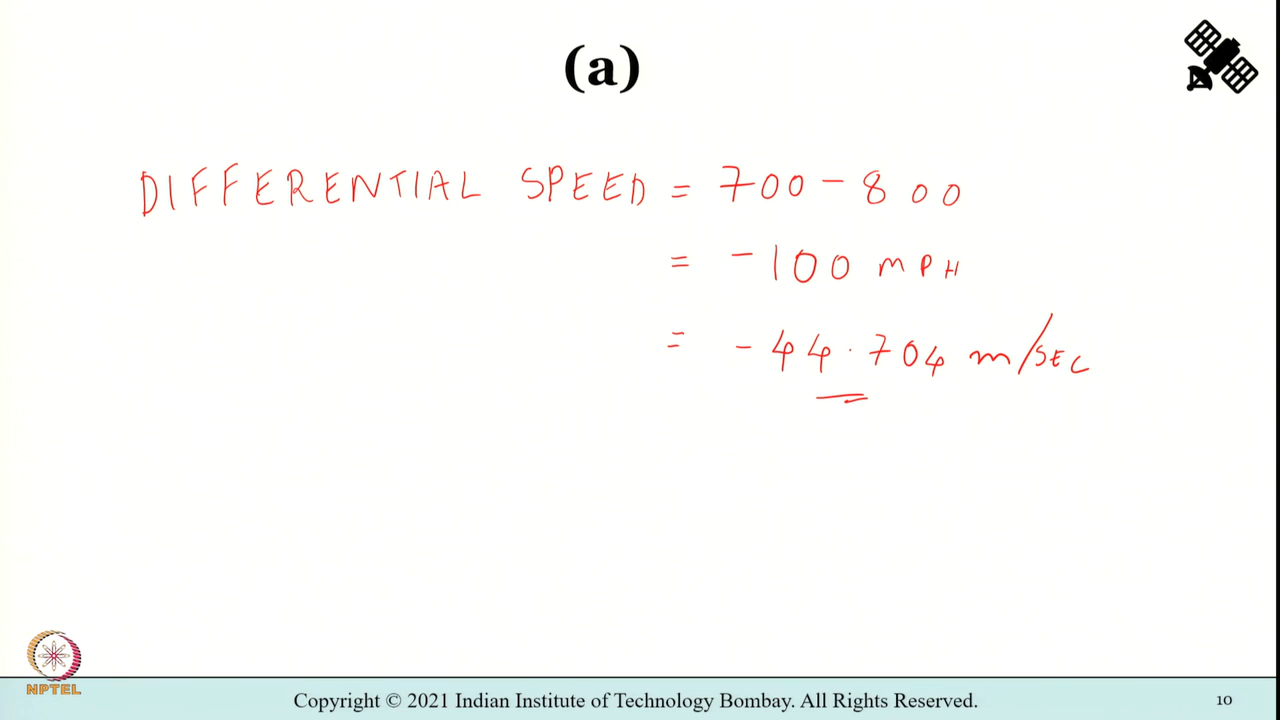 (a)
DIFFERENTIAL SPEED = 700 - 800
= -100 MPH
= -44.704 m/SEC
NPTEL
Copyright © 2021 Indian Institute of Technology Bombay. All Rights Reserved.
10